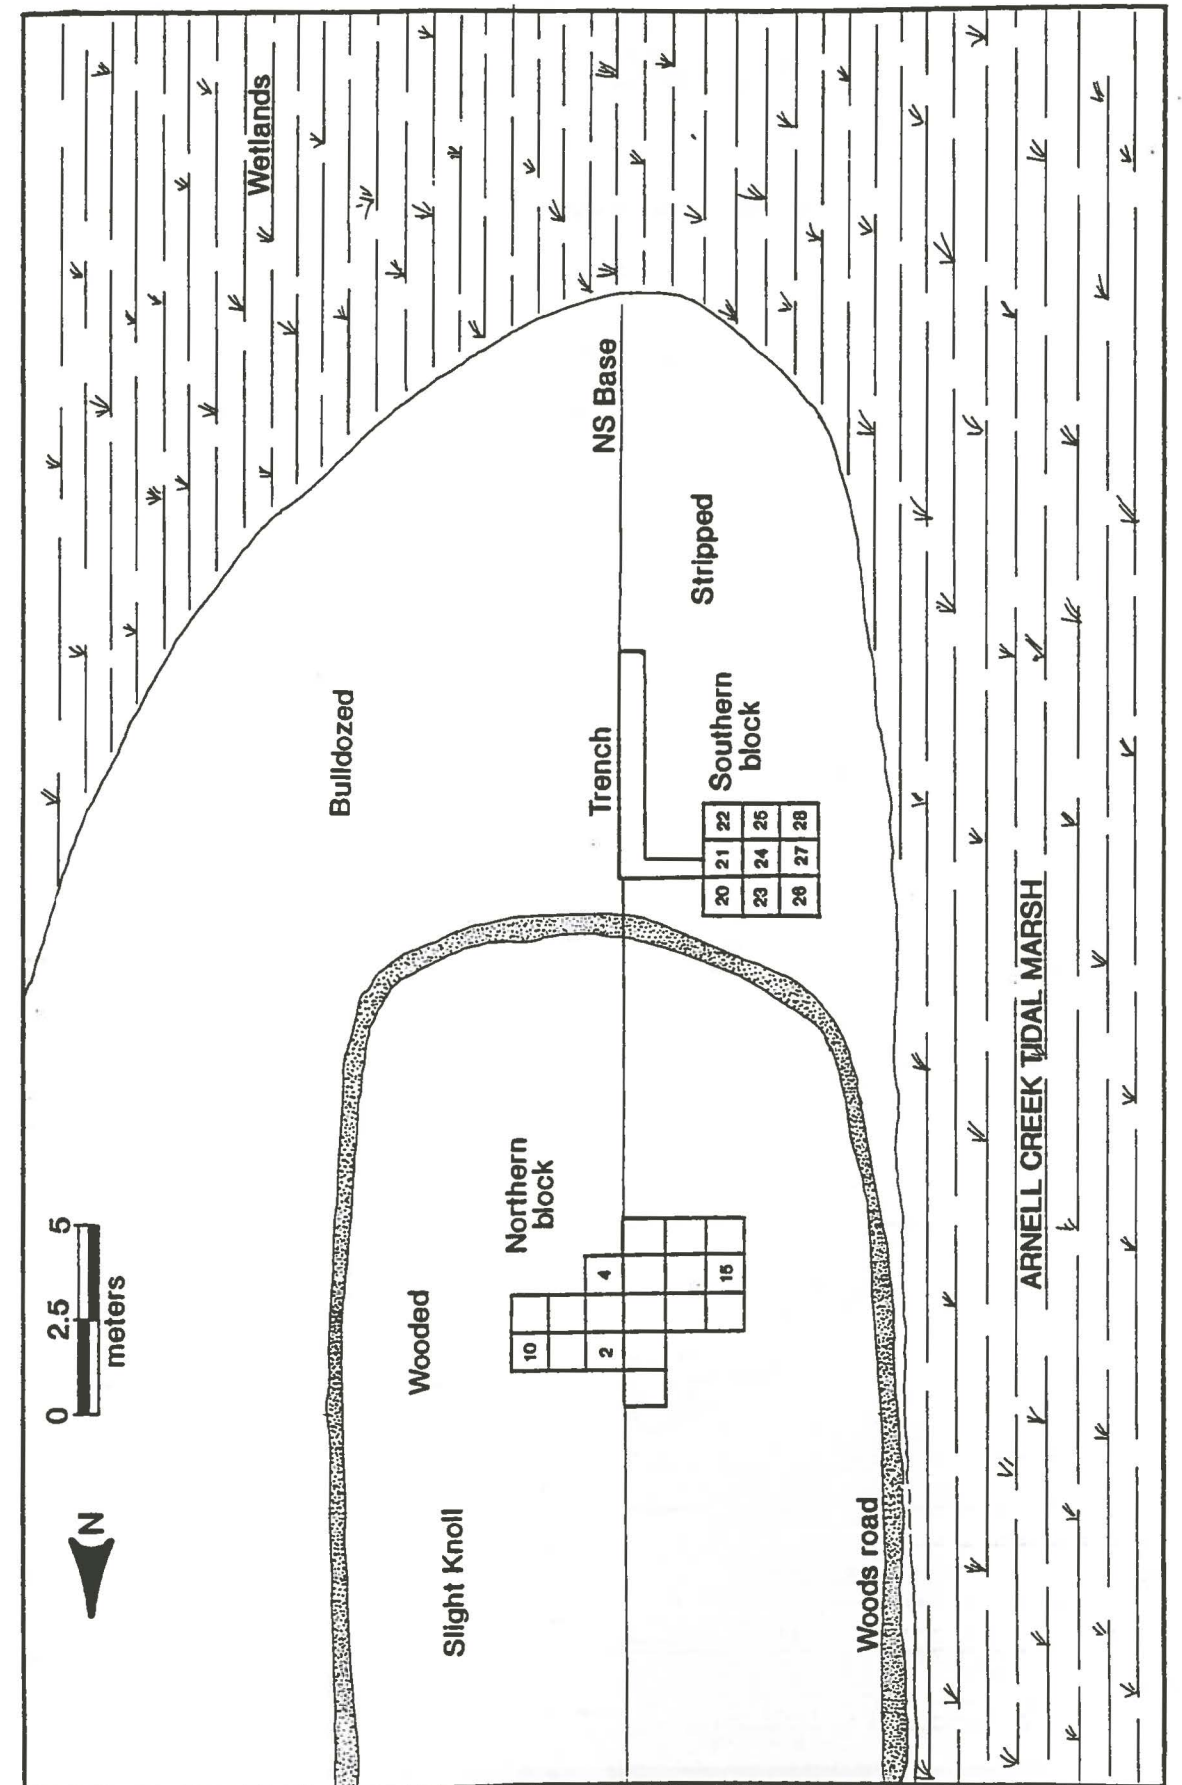 0 2.5 5
meters
N
Wetlands
Bulldozed
NS Base
Stripped
Trench
Southern
block
20 21 22
23 24 25
26 27 28
Northern
block
Wooded
10
2
4
15
Slight Knoll
Woods road
ARNELL CREEK TIDAL MARSH